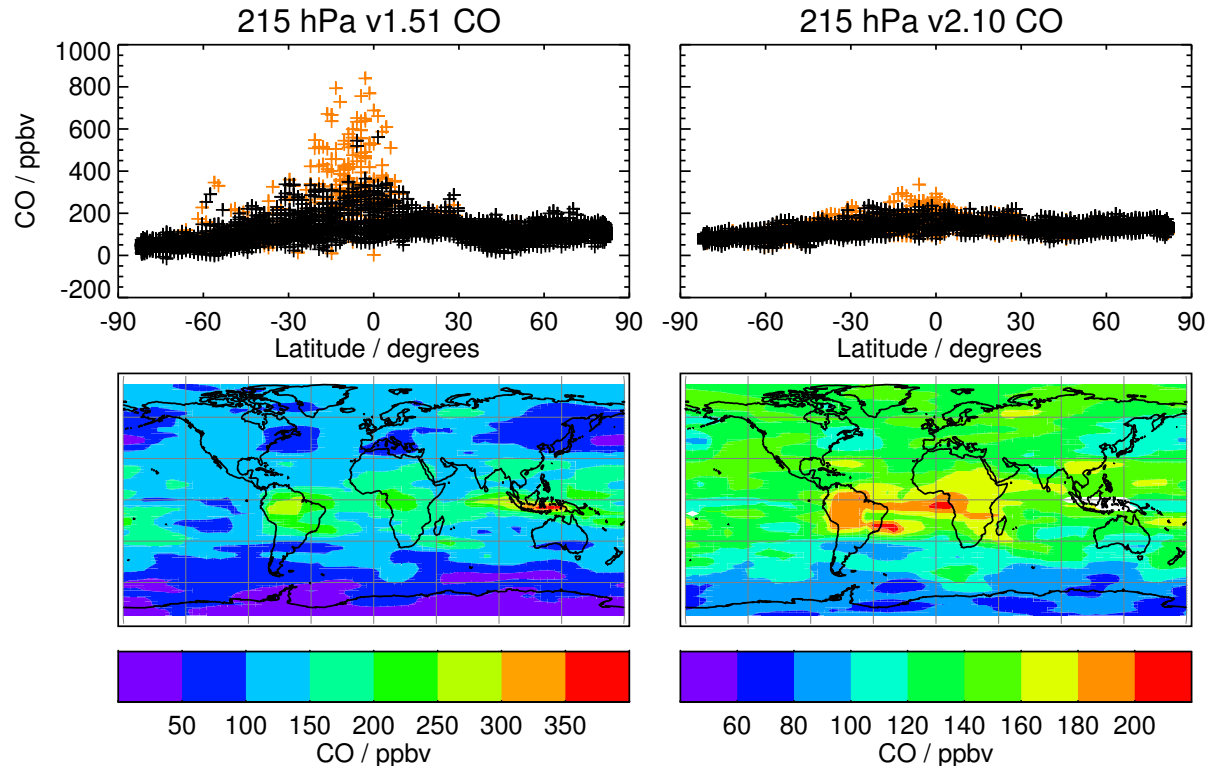 215 hPa v1.51 CO
215 hPa v2.10 CO
CO / ppbv
1000
800
600
400
200
0
-200
-90 -60 -30 0 30 60 90
Latitude / degrees
-90 -60 -30 0 30 60 90
Latitude / degrees
50 100 150 200 250 300 350
CO / ppbv
60 80 100 120 140 160 180 200
CO / ppbv